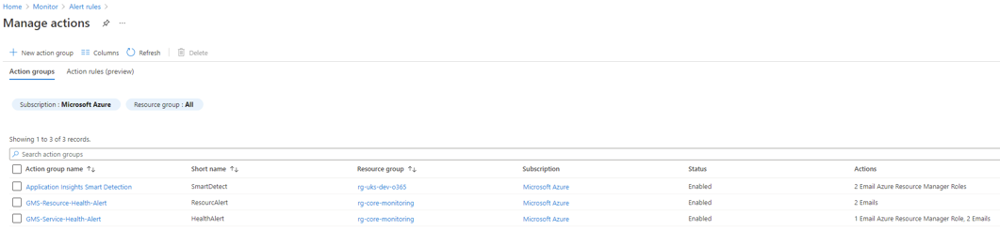 Home > Monitor > Alert rules >
Manage actions ...
+ New action group Columns Refresh Delete
Action groups Action rules (preview)
Subscription : Microsoft Azure Resource group : All
Showing 1 to 3 of 3 records.
Search action groups
Action group name ↑↓ Short name ↑↓ Resource group ↑↓ Subscription Status Actions
Application Insights Smart Detection SmartDetect rg-uks-dev-o365 Microsoft Azure Enabled 2 Email Azure Resource Manager Roles
GMS-Resource-Health-Alert ResourcAlert rg-core-monitoring Microsoft Azure Enabled 2 Emails
GMS-Service-Health-Alert HealthAlert rg-core-monitoring Microsoft Azure Enabled 1 Email Azure Resource Manager Role, 2 Emails